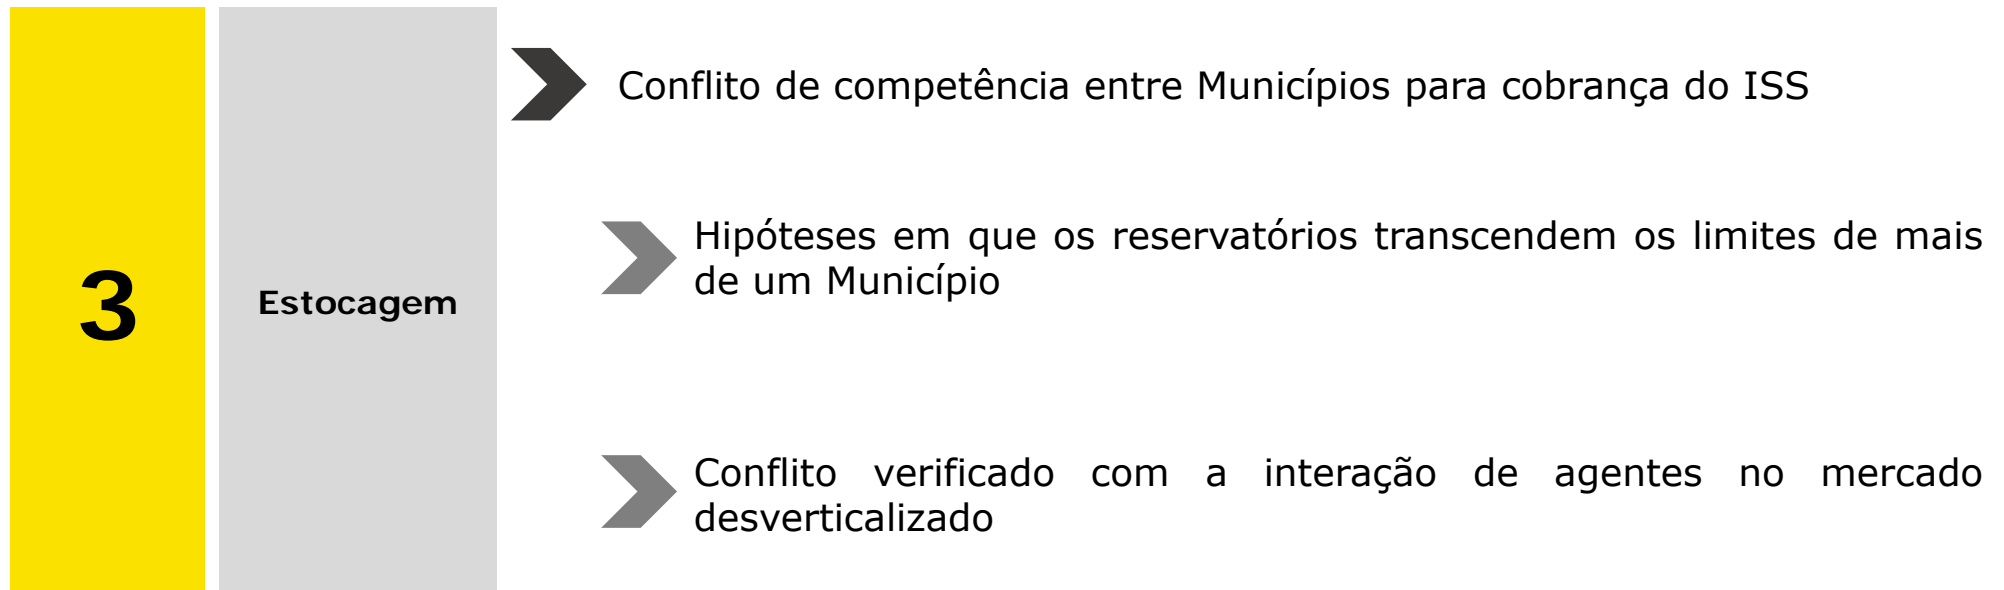 3
Estocagem
Conflito de competência entre Municípios para cobrança do ISS
Hipóteses em que os reservatórios transcendem os limites de mais
de um Município
Conflito verificado com a interação de agentes no mercado
desverticalizado